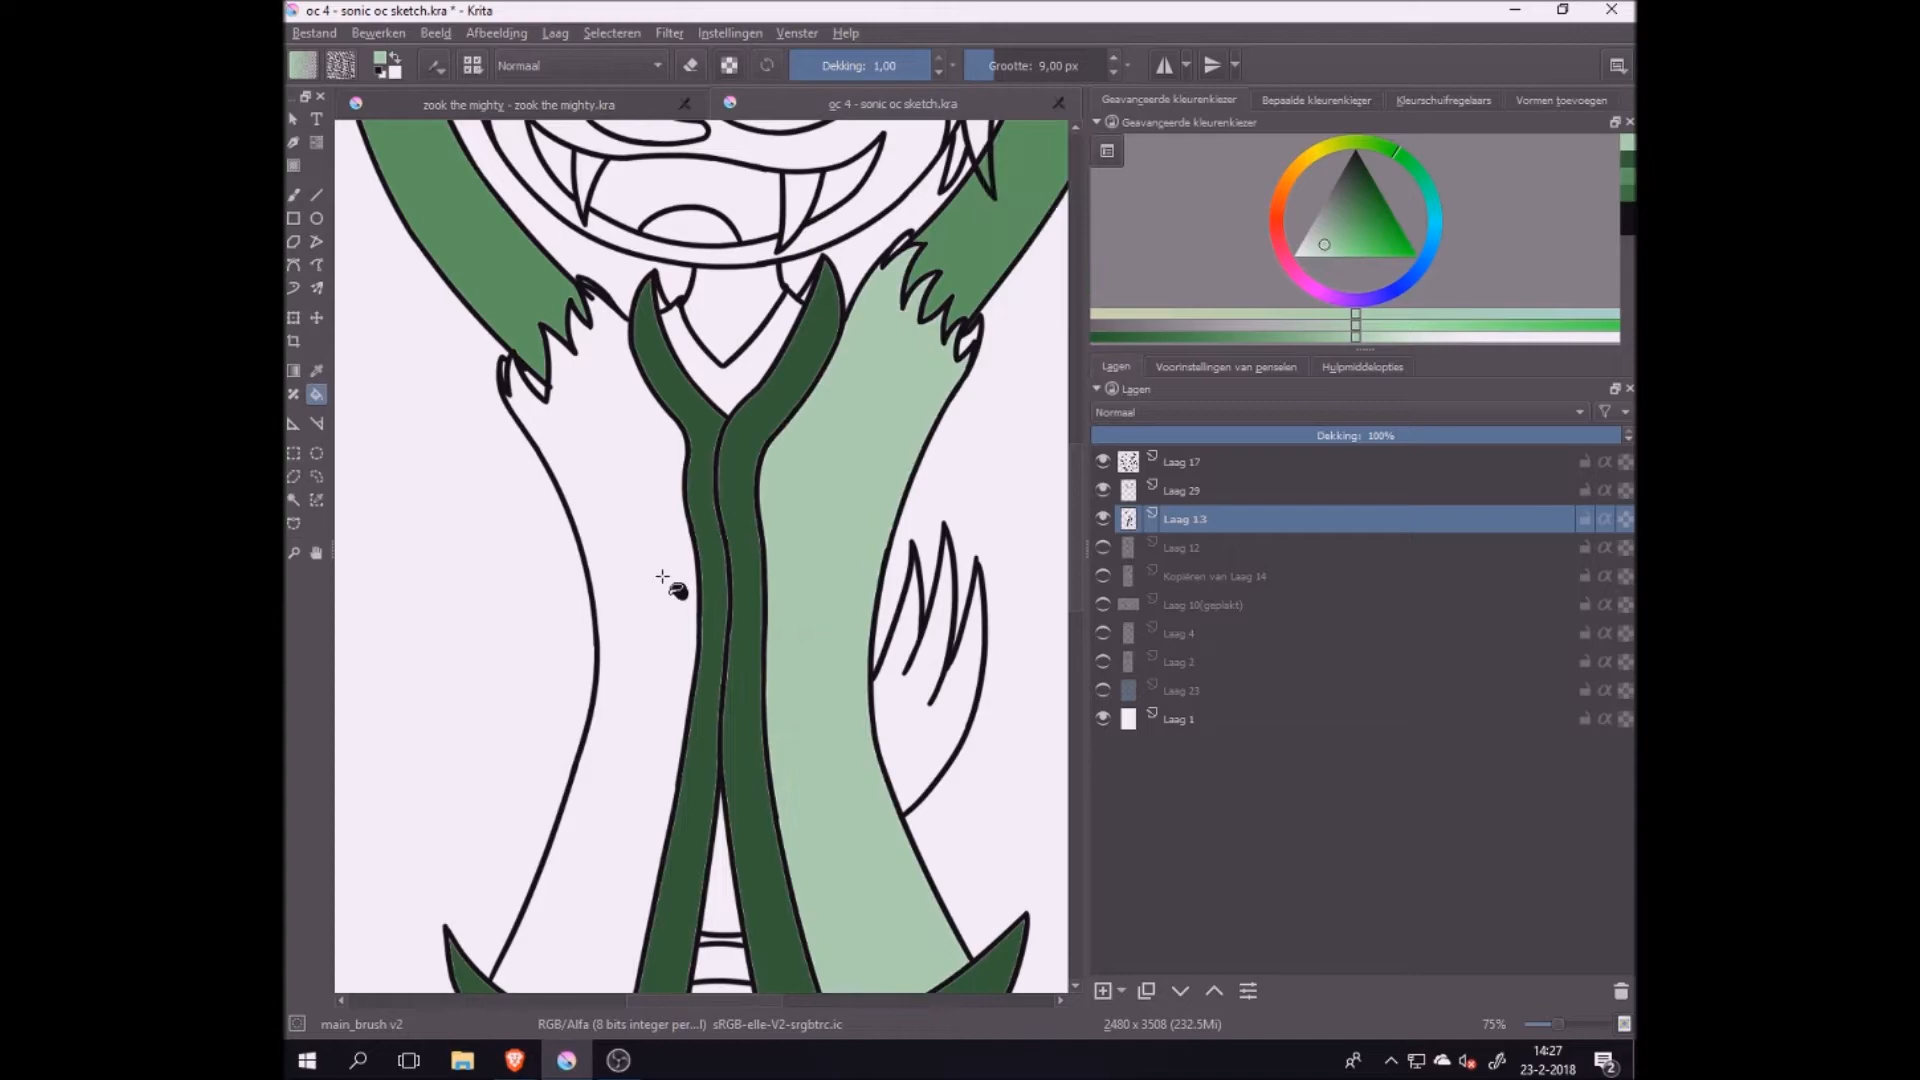 oc 4 - sonic oc sketch.kra * - Krita
Bestand Bewerken Beeld Afbeelding Laag Selecteren Filter Instellingen Venster Help
Normaal Dekking: 1,00 Grootte: 9,00 px
zook the mighty - zook the mighty.kra oc 4 - sonic oc sketch.kra
Geavanceerde kleurenkiezer Bepaalde kleurenkiezer Kleurschuifregelaars Vormen toevoegen
Geavanceerde kleurenkiezer
Lagen Voorinstellingen van penselen Hulpmiddelopties
Lagen
Normaal
Dekking: 100%
Laag 17
Laag 29
Laag 13
Laag 12
Kopiëren van Laag 14
Laag 10(geplakt)
Laag 4
Laag 2
Laag 23
Laag 1
main_brush v2 RGB/Alfa (8 bits integer per...l) sRGB-elle-V2-srgbtrc.ic 2480 x 3508 (232.5Mi) 75%
14:27
23-2-2018
2